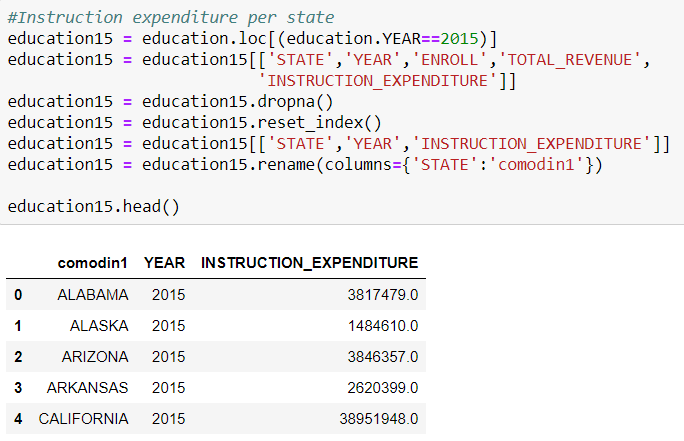 #Instruction expenditure per state
education15 = education.loc[(education.YEAR==2015)]
education15 = education15[['STATE','YEAR','ENROLL','TOTAL_REVENUE',
'INSTRUCTION_EXPENDITURE']]
education15 = education15.dropna()
education15 = education15.reset_index()
education15 = education15[['STATE','YEAR','INSTRUCTION_EXPENDITURE']]
education15 = education15.rename(columns={'STATE':'comodin1'})
education15.head()
comodin1 YEAR INSTRUCTION_EXPENDITURE
0 ALABAMA 2015 3817479.0
1 ALASKA 2015 1484610.0
2 ARIZONA 2015 3846357.0
3 ARKANSAS 2015 2620399.0
4 CALIFORNIA 2015 38951948.0